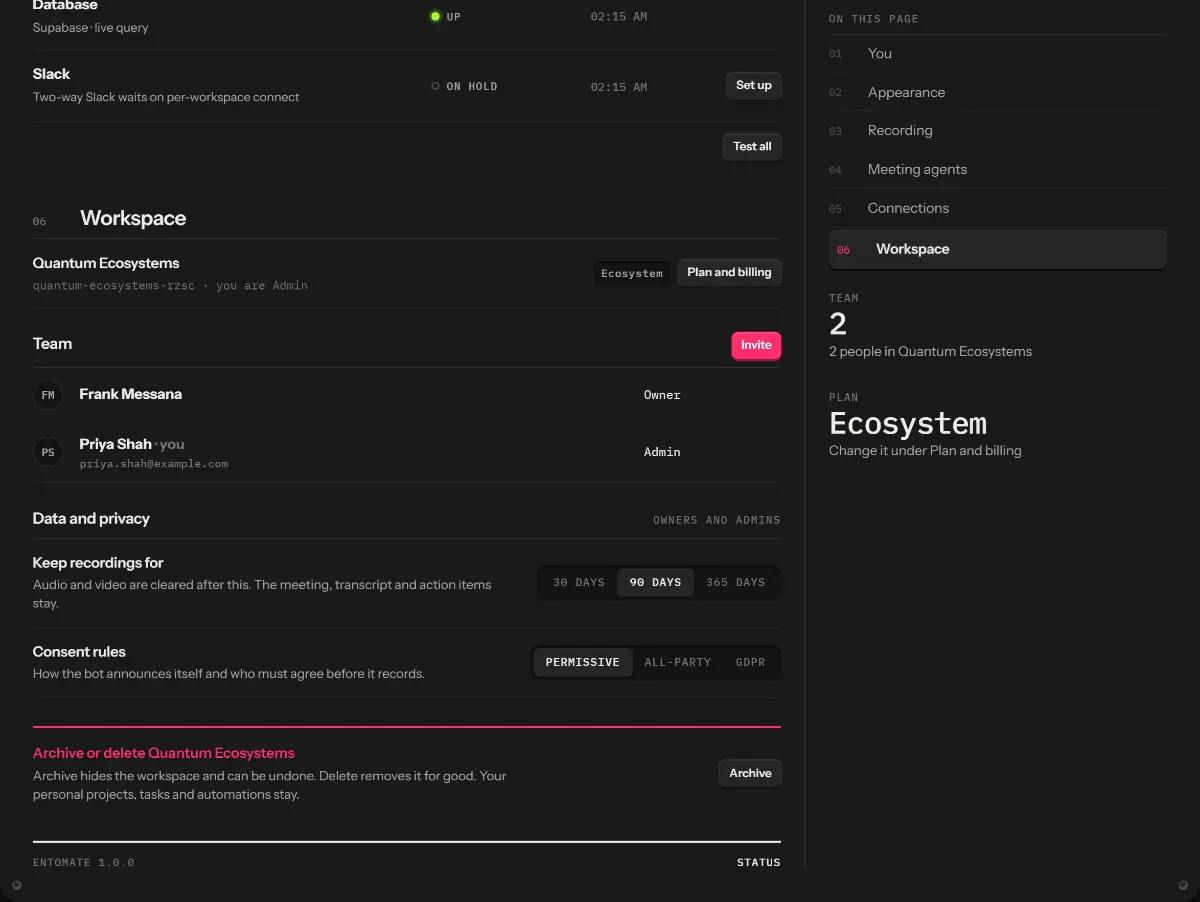 Database
Supabase · live query
UP
02:15 AM
Slack
Two-way Slack waits on per-workspace connect
ON HOLD
02:15 AM
Set up
Test all
06 Workspace
Quantum Ecosystems
quantum-ecosystems-rzsc · you are Admin
Ecosystem
Plan and billing
Team
Invite
FM
Frank Messana
Owner
PS
Priya Shah · you
priya.shah@example.com
Admin
Data and privacy
OWNERS AND ADMINS
Keep recordings for
Audio and video are cleared after this. The meeting, transcript and action items
stay.
30 DAYS 90 DAYS 365 DAYS
Consent rules
How the bot announces itself and who must agree before it records.
PERMISSIVE ALL-PARTY GDPR
Archive or delete Quantum Ecosystems
Archive hides the workspace and can be undone. Delete removes it for good. Your
personal projects, tasks and automations stay.
Archive
ENTOMATE 1.0.0
STATUS
ON THIS PAGE
01 You
02 Appearance
03 Recording
04 Meeting agents
05 Connections
06 Workspace
TEAM
2
2 people in Quantum Ecosystems
PLAN
Ecosystem
Change it under Plan and billing